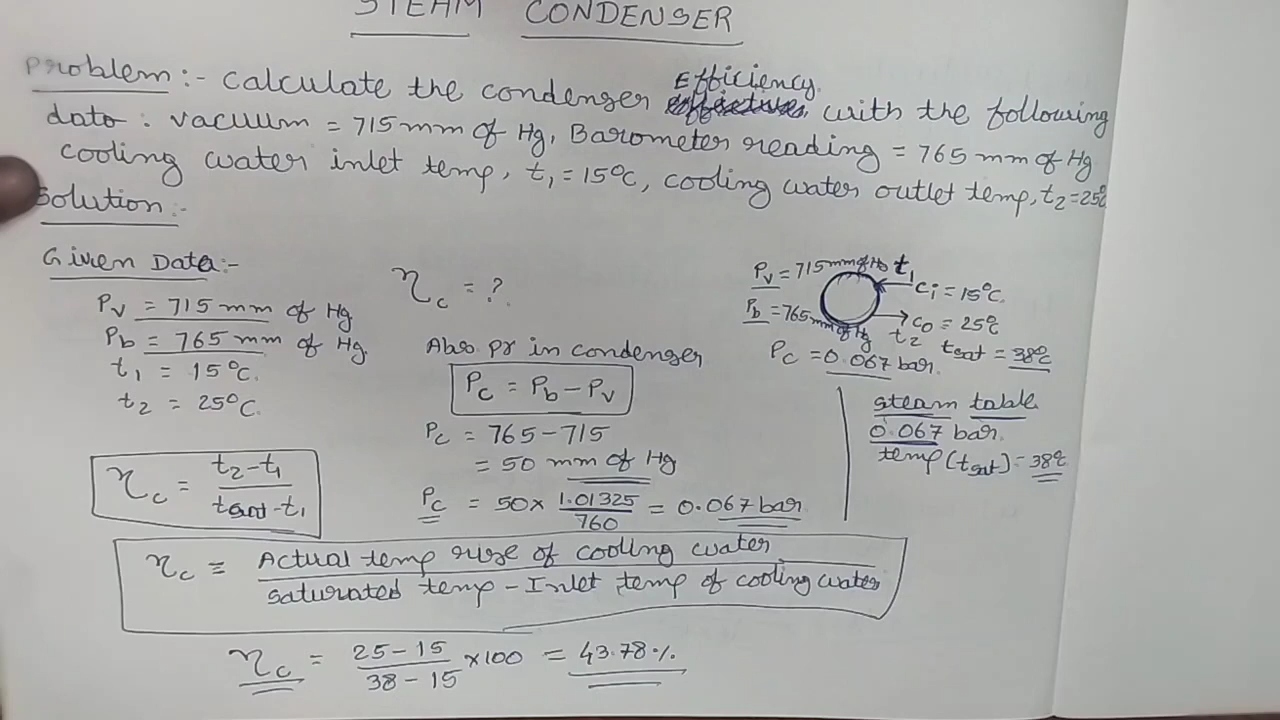 STEAM CONDENSER
Problem:- Calculate the condenser Efficiency with the following
data: vacuum = 715mm of Hg, Barometer reading = 765 mm of Hg
cooling water inlet temp, t₁ = 15°C, cooling water outlet temp, t₂ = 25°C
Solution:-
Given Data:-
Pv = 715 mm of Hg
Pb = 765 mm of Hg.
t₁ = 15°C.
t₂ = 25°C.
ηc = t₂-t₁ / tsat-t₁
ηc = ?
Abs pr in condenser
Pc = Pb - Pv
Pc = 765-715
= 50 mm of Hg
Pc = 50 x 1.01325/760 = 0.067 bar
Pv = 715mm of Hg t₁
Ci = 15°C.
Pb = 765 mm of Hg
Co = 25°C
t₂
Pc = 0.067 bar. tsat = 38°C
steam table
0.067 bar.
temp (tsat) = 38°C
ηc = Actual temp rise of cooling water / saturated temp - Inlet temp of cooling water
ηc = 25-15 / 38-15 x 100 = 43.78%